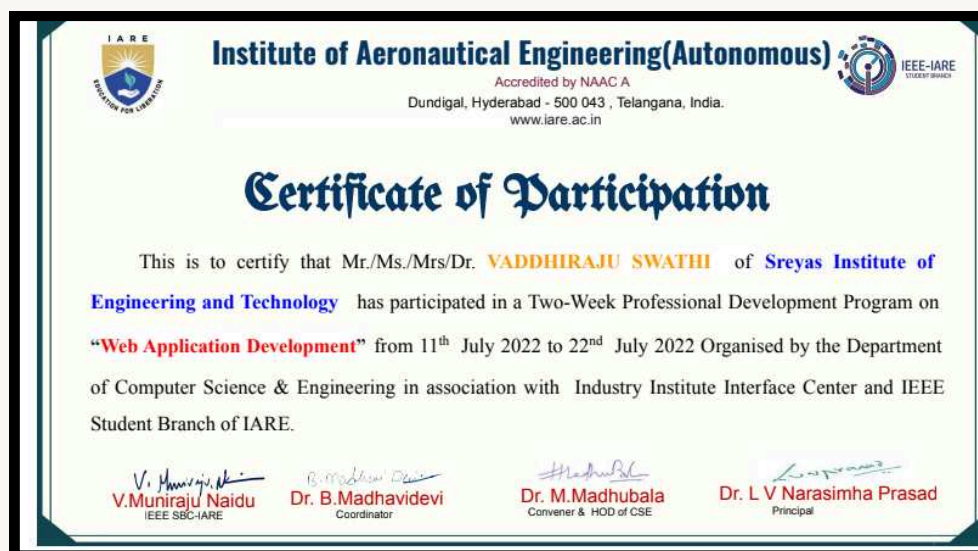 IARE
EDUCATION FOR LIBERATION
Institute of Aeronautical Engineering(Autonomous)
IEEE-IARE
STUDENT BRANCH
Accredited by NAAC A
Dundigal, Hyderabad - 500 043 , Telangana, India.
www.iare.ac.in
Certificate of Participation
This is to certify that Mr./Ms./Mrs/Dr. VADDHIRAJU SWATHI of Sreyas Institute of
Engineering and Technology has participated in a Two-Week Professional Development Program on
“Web Application Development” from 11th July 2022 to 22nd July 2022 Organised by the Department
of Computer Science & Engineering in association with Industry Institute Interface Center and IEEE
Student Branch of IARE.
V. Muniraju. N
B. Madhavi Devi
V.Muniraju Naidu
IEEE SBC-IARE
Dr. B.Madhavidevi
Coordinator
Dr. M.Madhubala
Convener & HOD of CSE
Dr. L V Narasimha Prasad
Principal